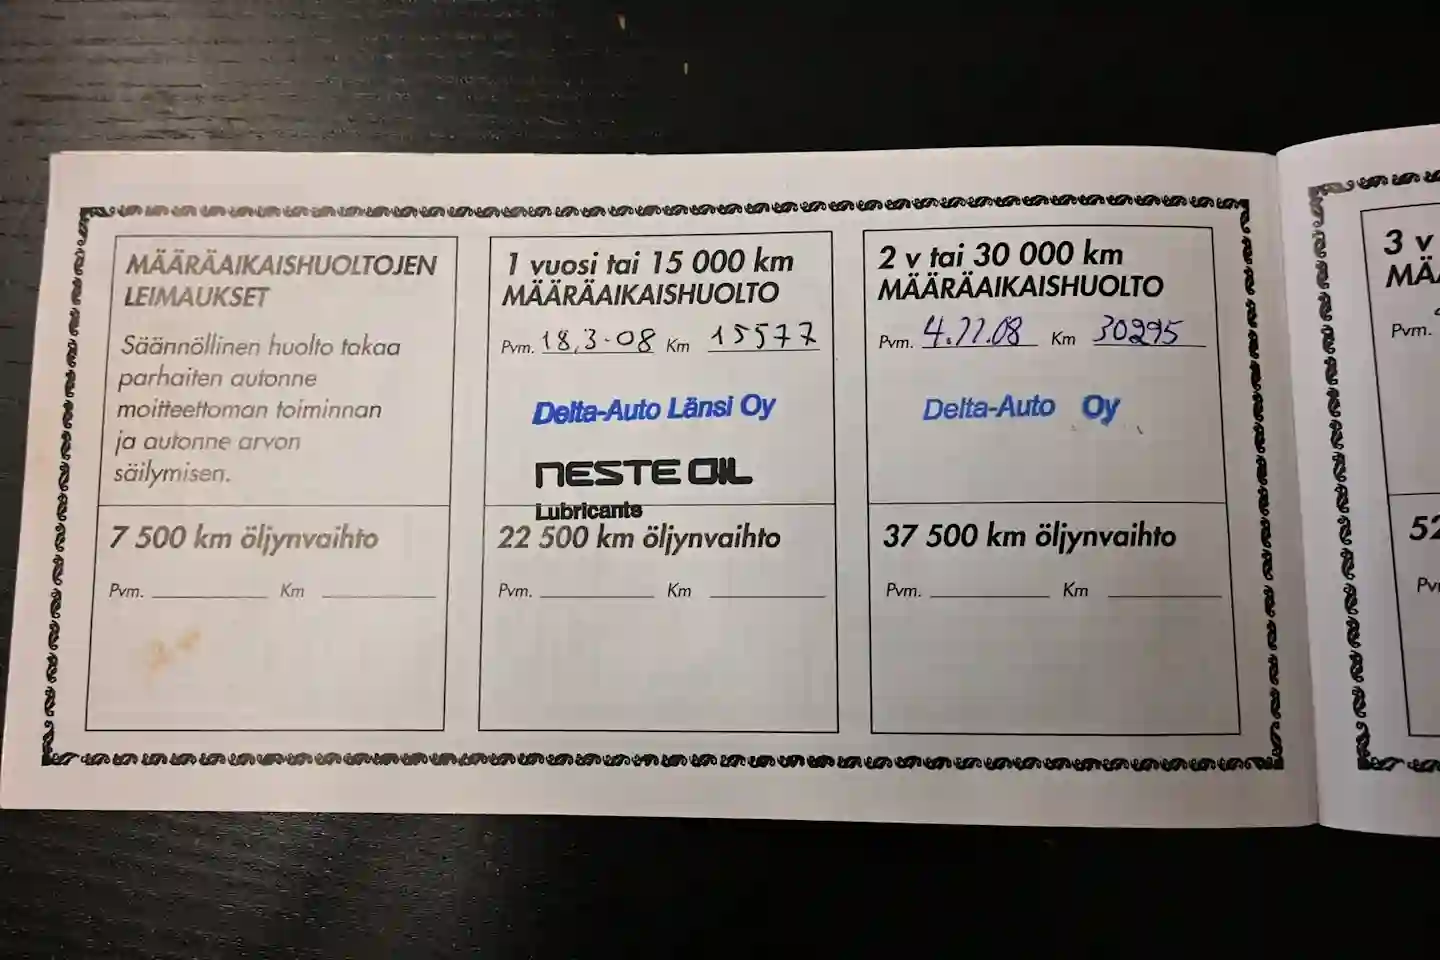 MÄÄRÄAIKAISHUOLTOJEN
LEIMAUKSET
Säännöllinen huolto takaa
parhaiten autonne
moitteettoman toiminnan
ja autonne arvon
säilymisen.
7 500 km öljynvaihto
Pvm. Km
1 vuosi tai 15 000 km
MÄÄRÄAIKAISHUOLTO
Pvm. 18.3-08 Km 15577
Delta-Auto Länsi Oy
NESTE OIL
Lubricants
22 500 km öljynvaihto
Pvm. Km
2 v tai 30 000 km
MÄÄRÄAIKAISHUOLTO
Pvm. 4.11.08 Km 30295
Delta-Auto Oy
37 500 km öljynvaihto
Pvm. Km
3 v
MÄÄ
Pvm.
52
Pv